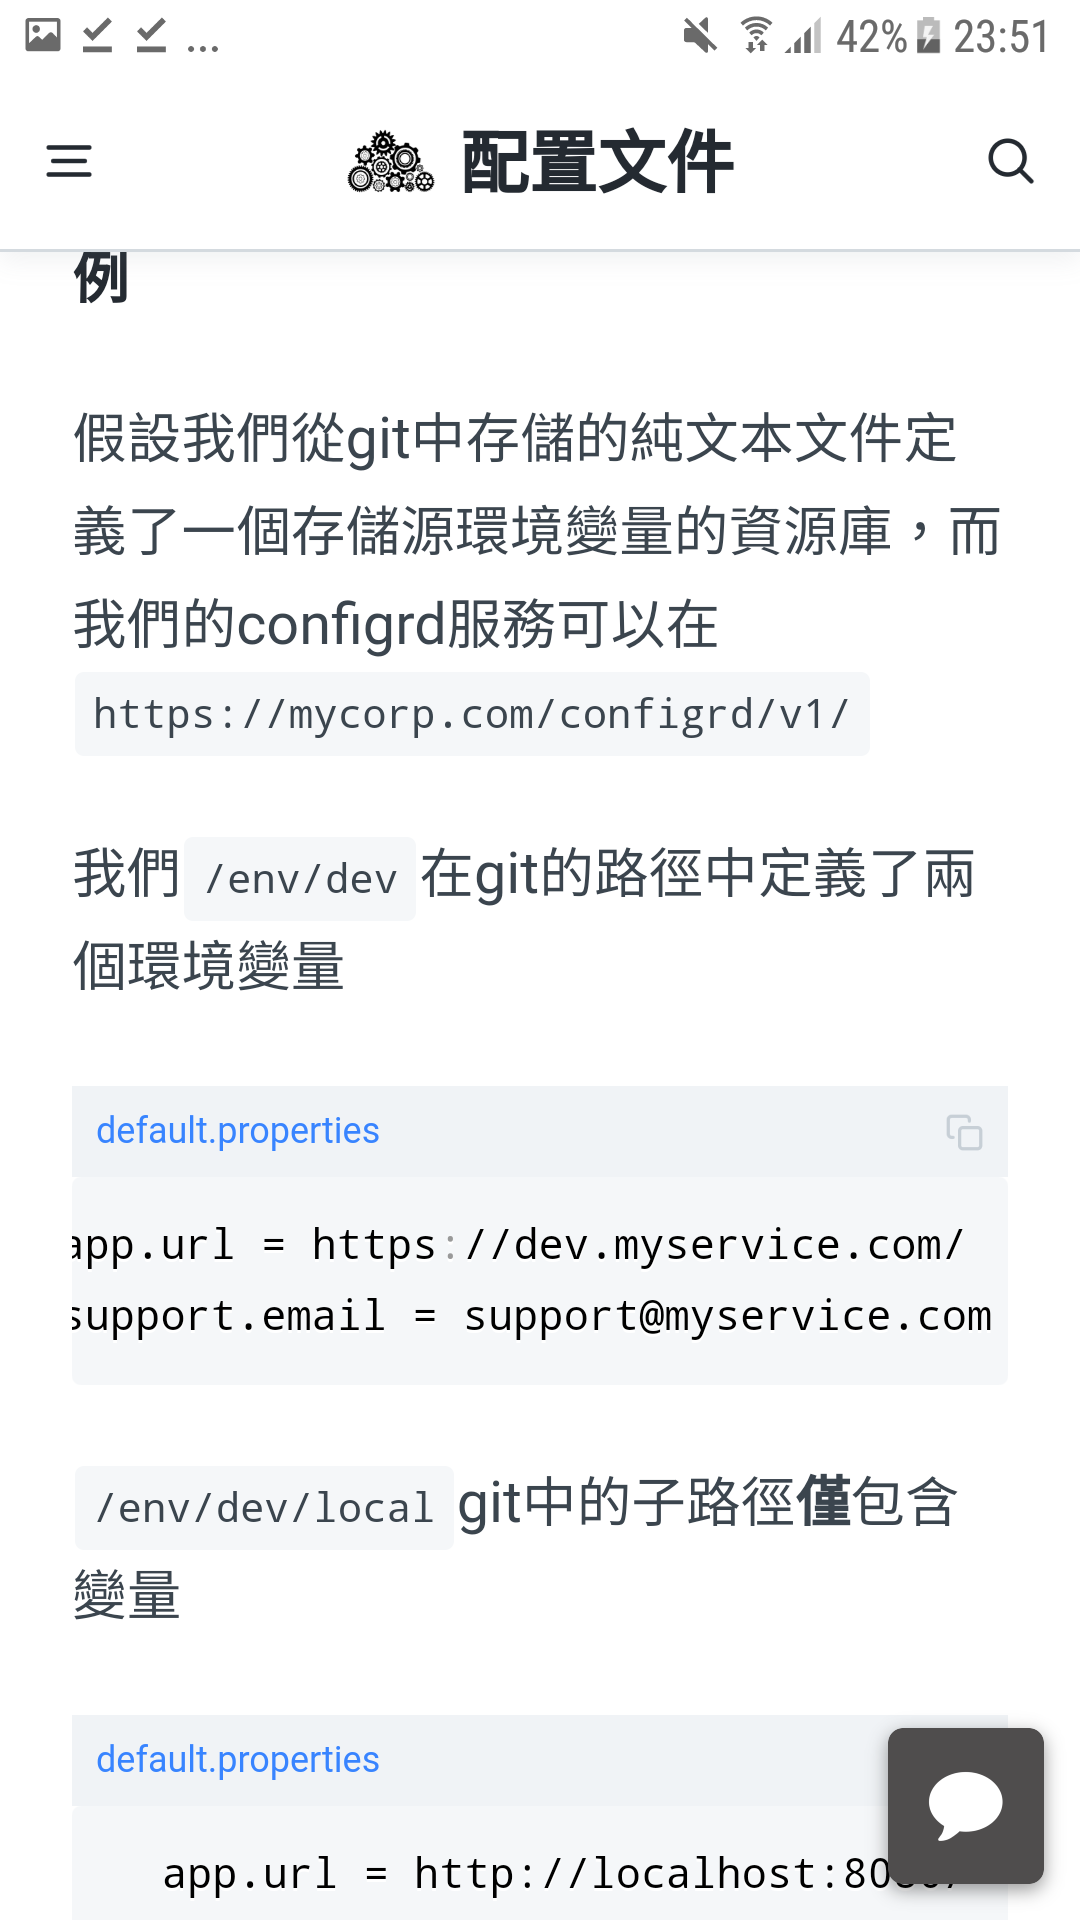 ... 42% 23:51
配置文件
例
假設我們從git中存儲的純文本文件定
義了一個存儲源環境變量的資源庫，而
我們的configrd服務可以在
https://mycorp.com/configrd/v1/
我們 /env/dev 在git的路徑中定義了兩
個環境變量
default.properties
app.url = https://dev.myservice.com/
support.email = support@myservice.com
/env/dev/local git中的子路徑僅包含
變量
default.properties
app.url = http://localhost:80